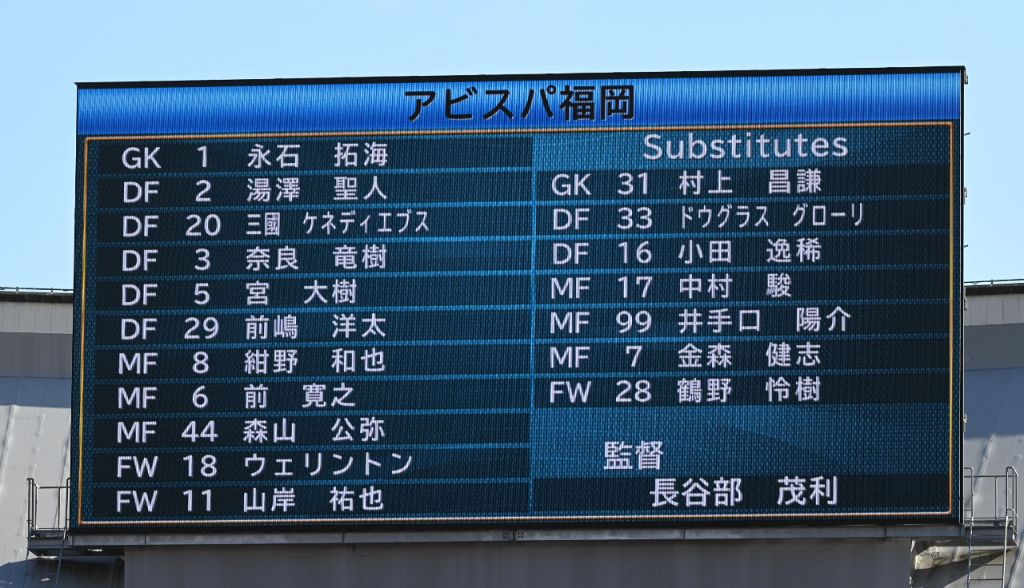 アビスパ福岡
GK 1 永石 拓海
DF 2 湯澤 聖人
DF 20 三國 ケネディエブス
DF 3 奈良 竜樹
DF 5 宮 大樹
DF 29 前嶋 洋太
MF 8 紺野 和也
MF 6 前 寛之
MF 44 森山 公弥
FW 18 ウェリントン
FW 11 山岸 祐也
Substitutes
GK 31 村上 昌謙
DF 33 ドウグラス グローリ
DF 16 小田 逸稀
MF 17 中村 駿
MF 99 井手口 陽介
MF 7 金森 健志
FW 28 鶴野 怜樹
監督
長谷部 茂利